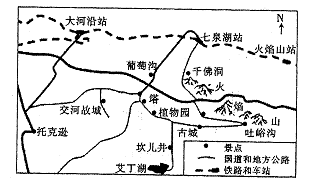 大河沿站
七泉湖站
N
火焰山站
葡萄沟
千佛洞
火
焰
山
塔
交河故城
植物园
托克逊
古城
吐峪沟
坎儿井
艾丁湖
景点
国道和地方公路
铁路和车站